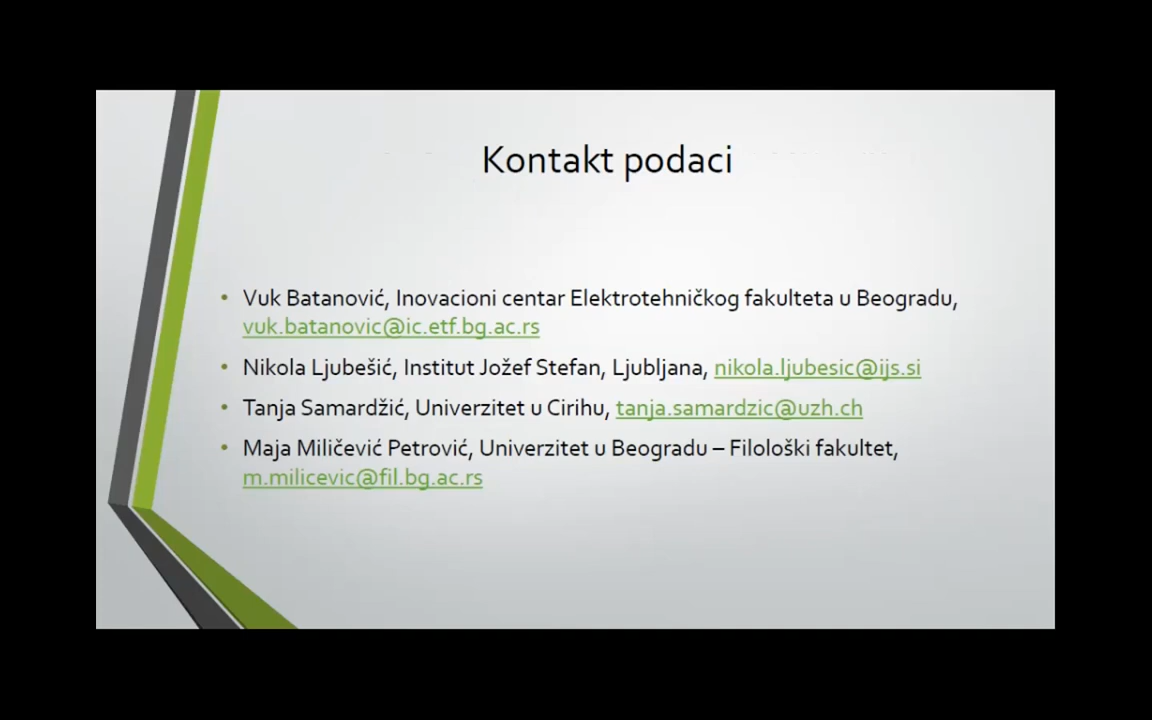 Kontakt podaci
• Vuk Batanović, Inovacioni centar Elektrotehničkog fakulteta u Beogradu,
vuk.batanovic@ic.etf.bg.ac.rs
• Nikola Ljubešić, Institut Jožef Stefan, Ljubljana, nikola.ljubesic@ijs.si
• Tanja Samardžić, Univerzitet u Cirihu, tanja.samardzic@uzh.ch
• Maja Miličević Petrović, Univerzitet u Beogradu – Filološki fakultet,
m.milicevic@fil.bg.ac.rs